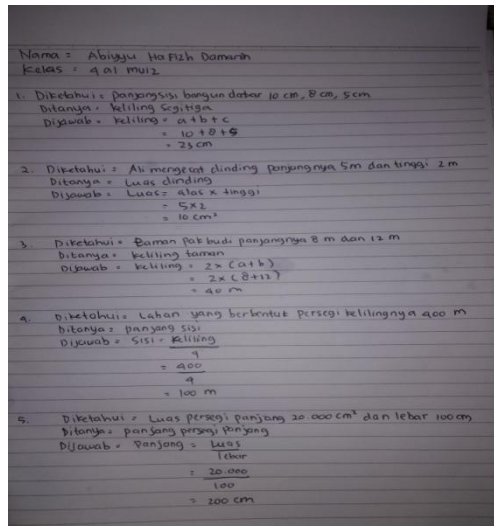 Nama = Abiyyu Hafizh Damanik
Kelas = 4 al muiz
1. Diketahui = panjang sisi bangun datar 10 cm, 8 cm, 5 cm
Ditanya = keliling segitiga
Dijawab = keliling = a + b + c
= 10 + 8 + 5
= 23 cm
2. Diketahui = Ali mengecat dinding panjangnya 5m dan tinggi 2 m
Ditanya = Luas dinding
Dijawab = Luas = alas x tinggi
= 5 x 2
= 10 cm²
3. Diketahui = Taman pak budi panjangnya 8 m dan 12 m
Ditanya = keliling taman
Dijawab = keliling = 2 x (a+b)
= 2 x (8+12)
= 40 m
4. Diketahui = Lahan yang berbentuk persegi kelilingnya 400 m
Ditanya = panjang sisi
Dijawab = Sisi = keliling
4
= 400
4
= 100 m
5. Diketahui = Luas persegi panjang 20.000 cm² dan lebar 100 cm
Ditanya = panjang persegi panjang
Dijawab = Panjang = Luas
lebar
= 20.000
100
= 200 cm